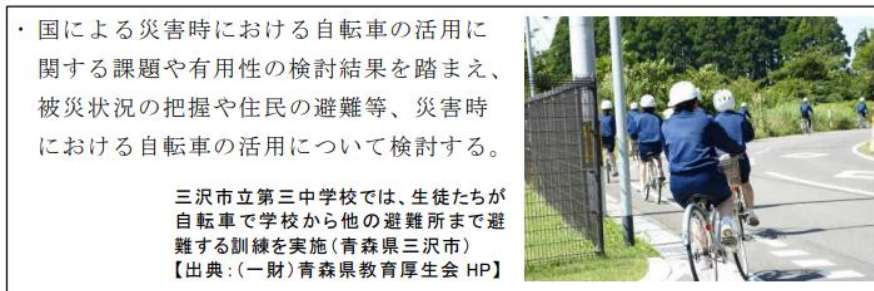 ・国による災害時における自転車の活用に
関する課題や有用性の検討結果を踏まえ、
被災状況の把握や住民の避難等、災害時
における自転車の活用について検討する。
三沢市立第三中学校では、生徒たちが
自転車で学校から他の避難所まで避
難する訓練を実施(青森県三沢市)
【出典:(一財)青森県教育厚生会 HP】